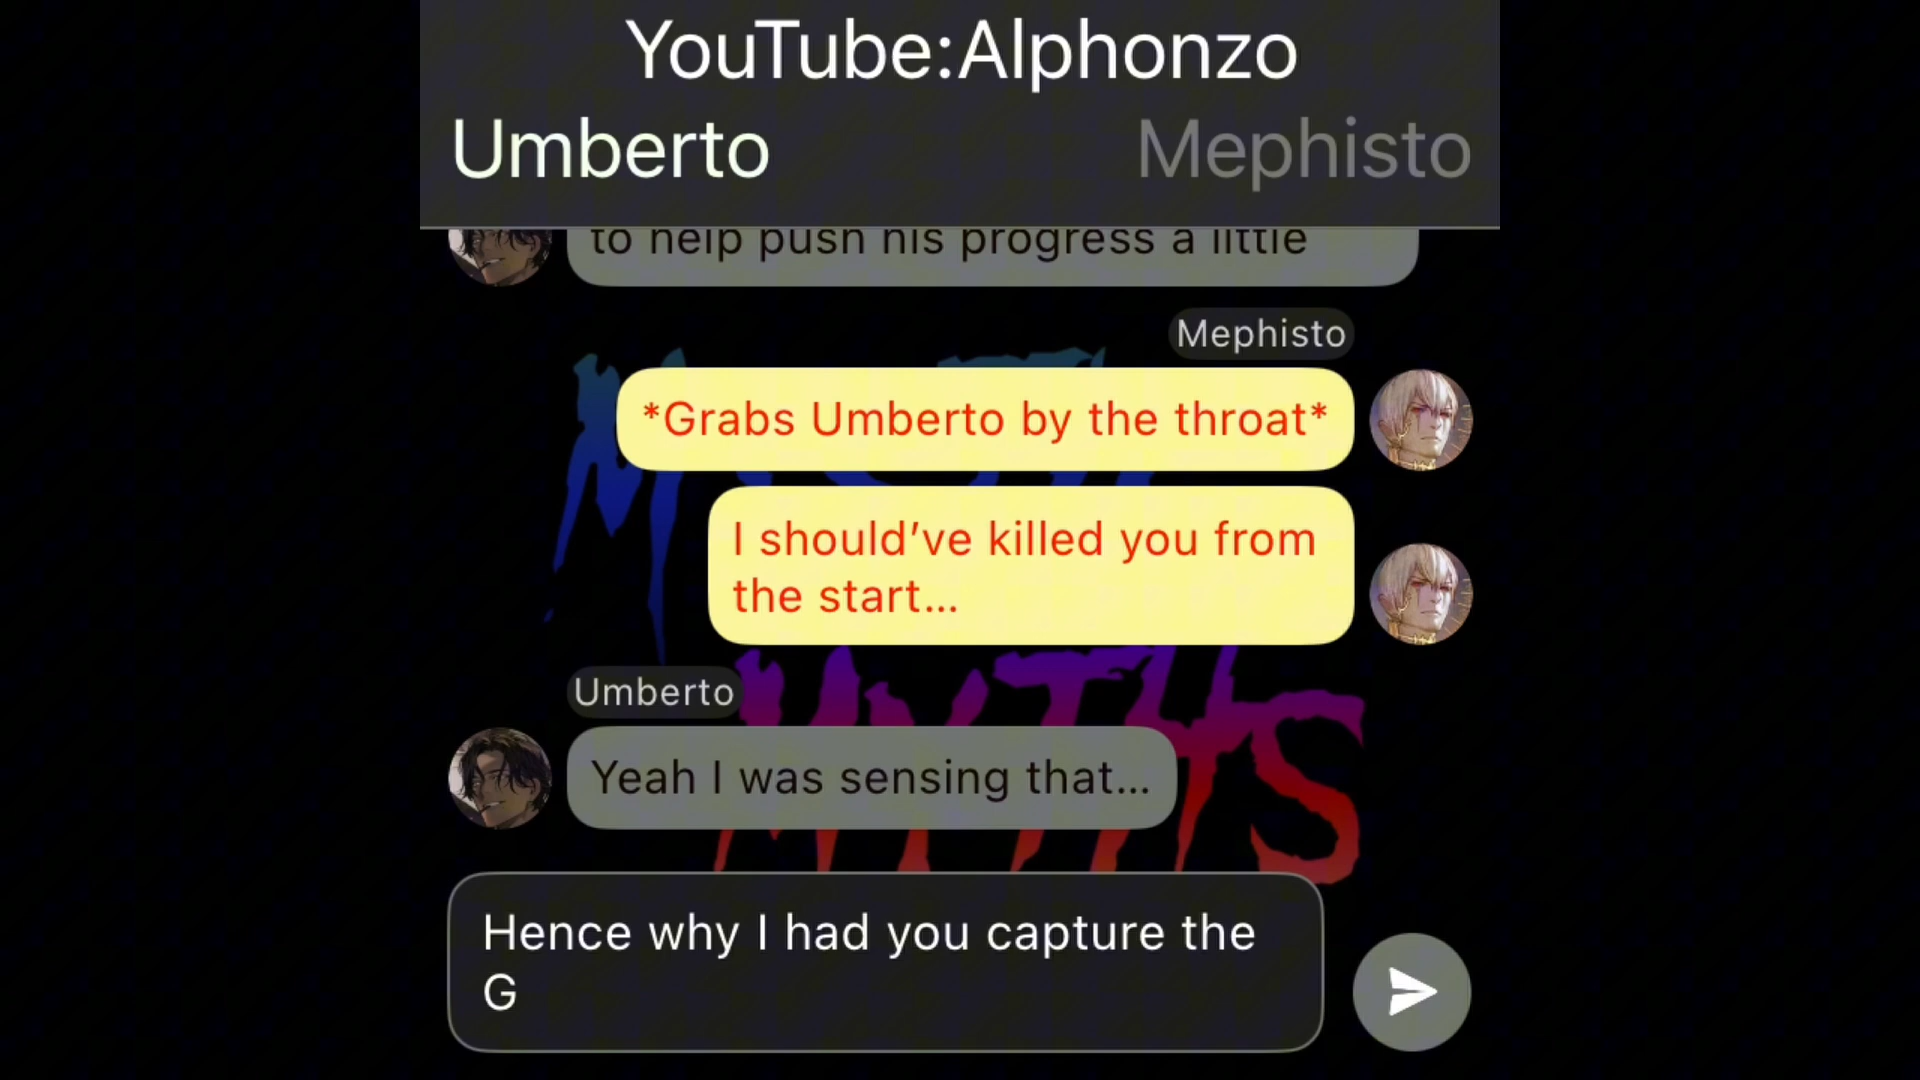 YouTube:Alphonzo
Umberto Mephisto
to help push his progress a little
Mephisto
*Grabs Umberto by the throat*
I should've killed you from
the start...
MYTHS
Umberto
Yeah I was sensing that...
Hence why I had you capture the
G